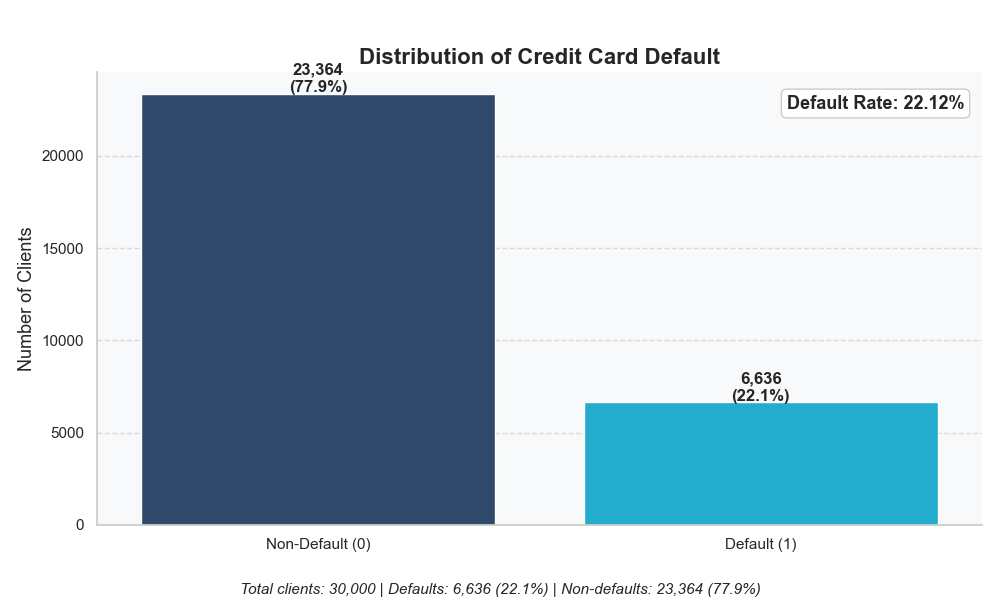 Distribution of Credit Card Default
23,364
(77.9%)
Default Rate: 22.12%
Number of Clients
20000
15000
10000
5000
0
6,636
(22.1%)
Non-Default (0)
Default (1)
Total clients: 30,000 | Defaults: 6,636 (22.1%) | Non-defaults: 23,364 (77.9%)